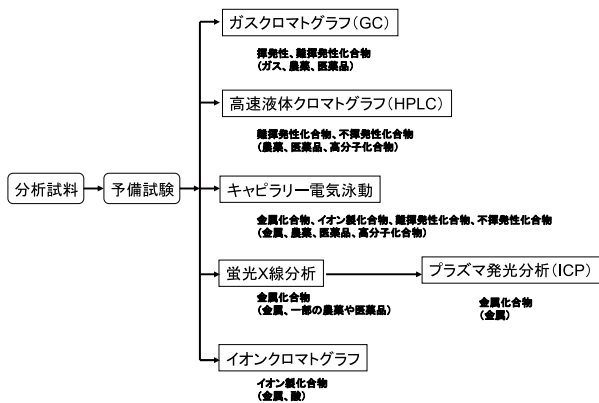 ガスクロマトグラフ(GC)
揮発性、難揮発性化合物
(ガス、農薬、医薬品)
高速液体クロマトグラフ(HPLC)
難揮発性化合物、不揮発性化合物
(農薬、医薬品、高分子化合物)
分析試料
予備試験
キャピラリー電気泳動
金属化合物、イオン製化合物、難揮発性化合物、不揮発性化合物
(金属、農薬、医薬品、高分子化合物)
蛍光X線分析
金属化合物
(金属、一部の農薬や医薬品)
プラズマ発光分析(ICP)
金属化合物
(金属)
イオンクロマトグラフ
イオン製化合物
(金属、酸)